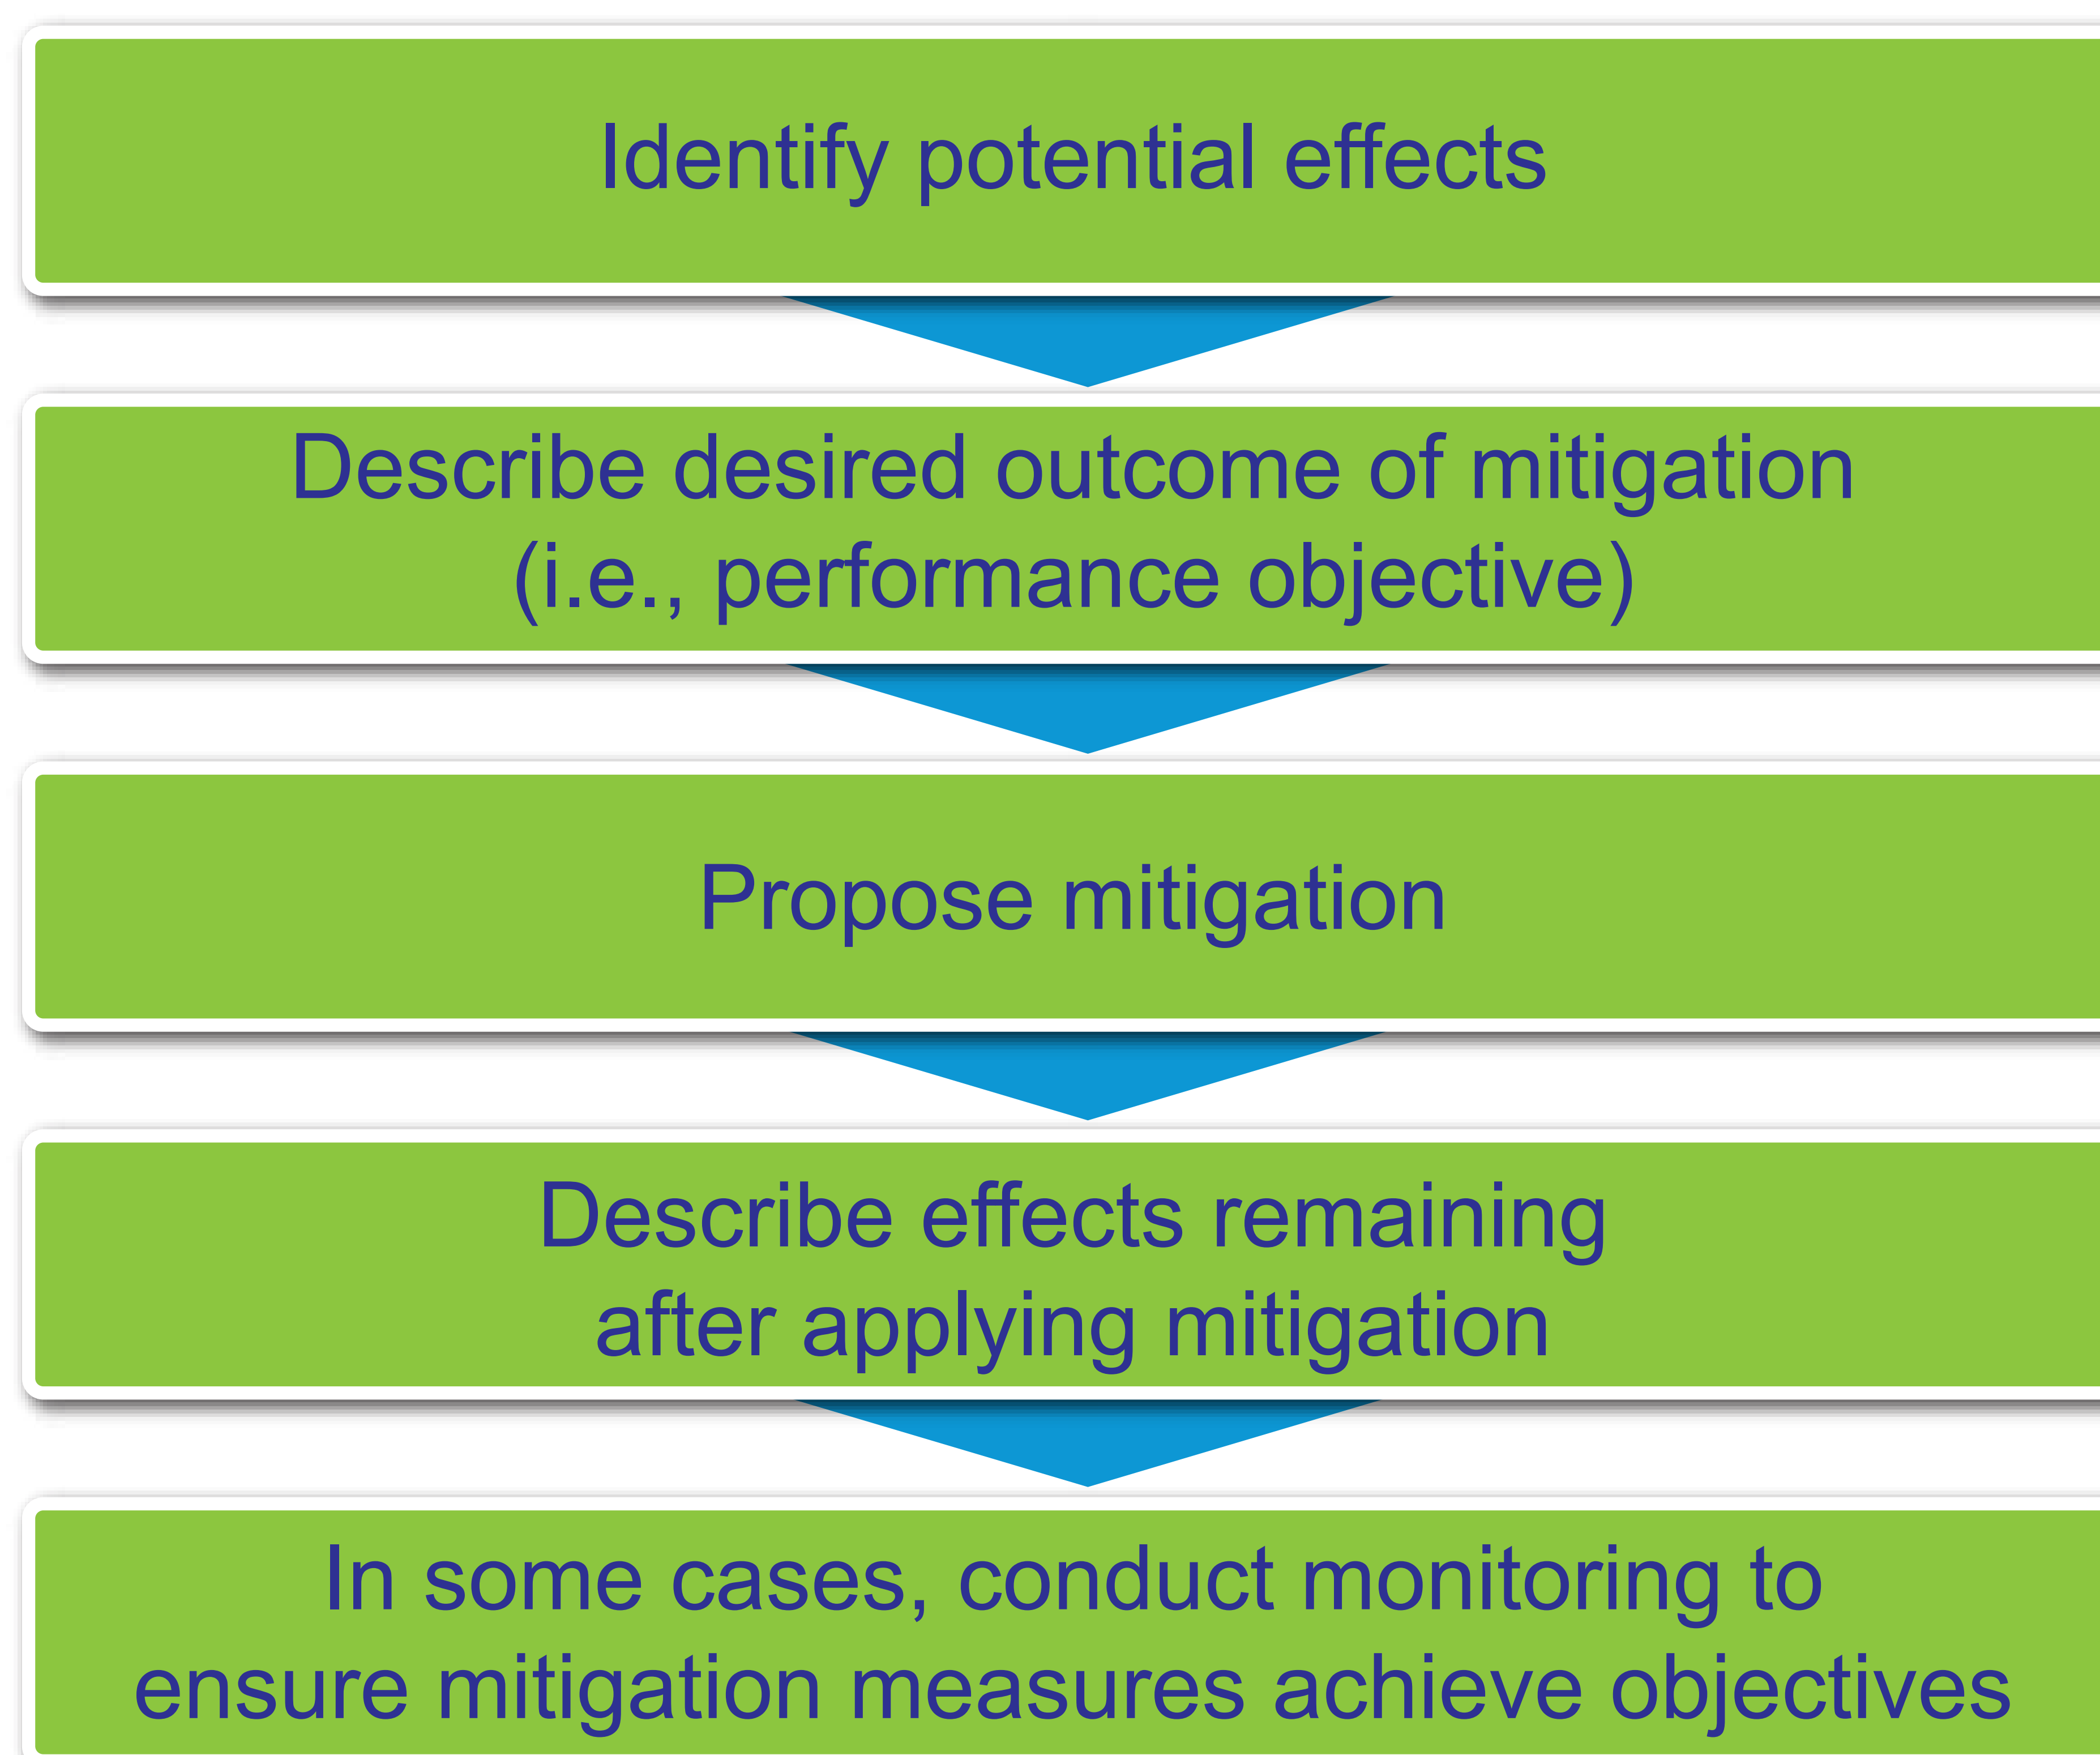 Identify potential effects
Describe desired outcome of mitigation
(i.e., performance objective)
Propose mitigation
Describe effects remaining
after applying mitigation
In some cases, conduct monitoring to
ensure mitigation measures achieve objectives